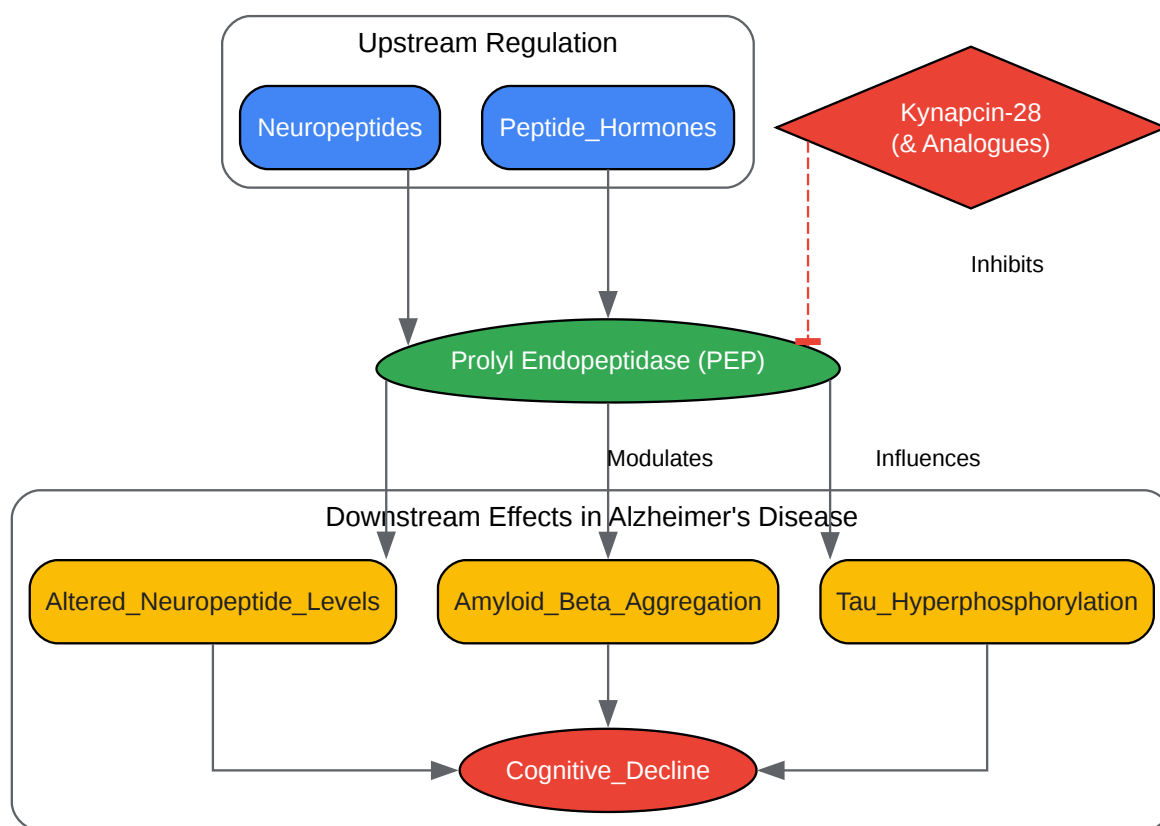 Upstream Regulation
Neuropeptides
Peptide_Hormones
Kynapcin-28
(& Analogues)
Inhibits
Prolyl Endopeptidase (PEP)
Modulates
Influences
Downstream Effects in Alzheimer's Disease
Altered_Neuropeptide_Levels
Amyloid_Beta_Aggregation
Tau_Hyperphosphorylation
Cognitive_Decline